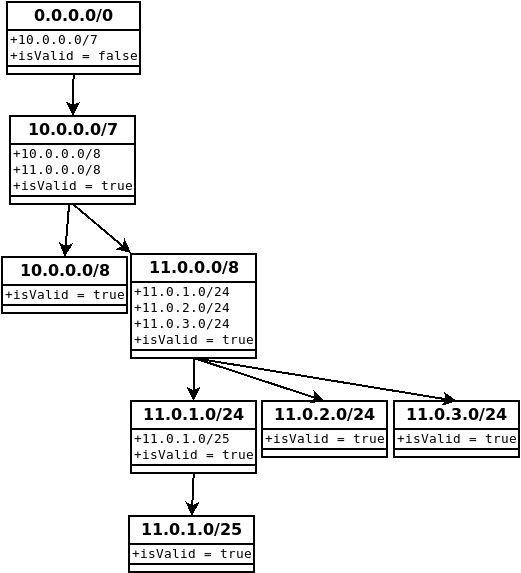 0.0.0.0/0
+10.0.0.0/7
+isValid = false
10.0.0.0/7
+10.0.0.0/8
+11.0.0.0/8
+isValid = true
10.0.0.0/8
+isValid = true
11.0.0.0/8
+11.0.1.0/24
+11.0.2.0/24
+11.0.3.0/24
+isValid = true
11.0.1.0/24
+11.0.1.0/25
+isValid = true
11.0.2.0/24
+isValid = true
11.0.3.0/24
+isValid = true
11.0.1.0/25
+isValid = true